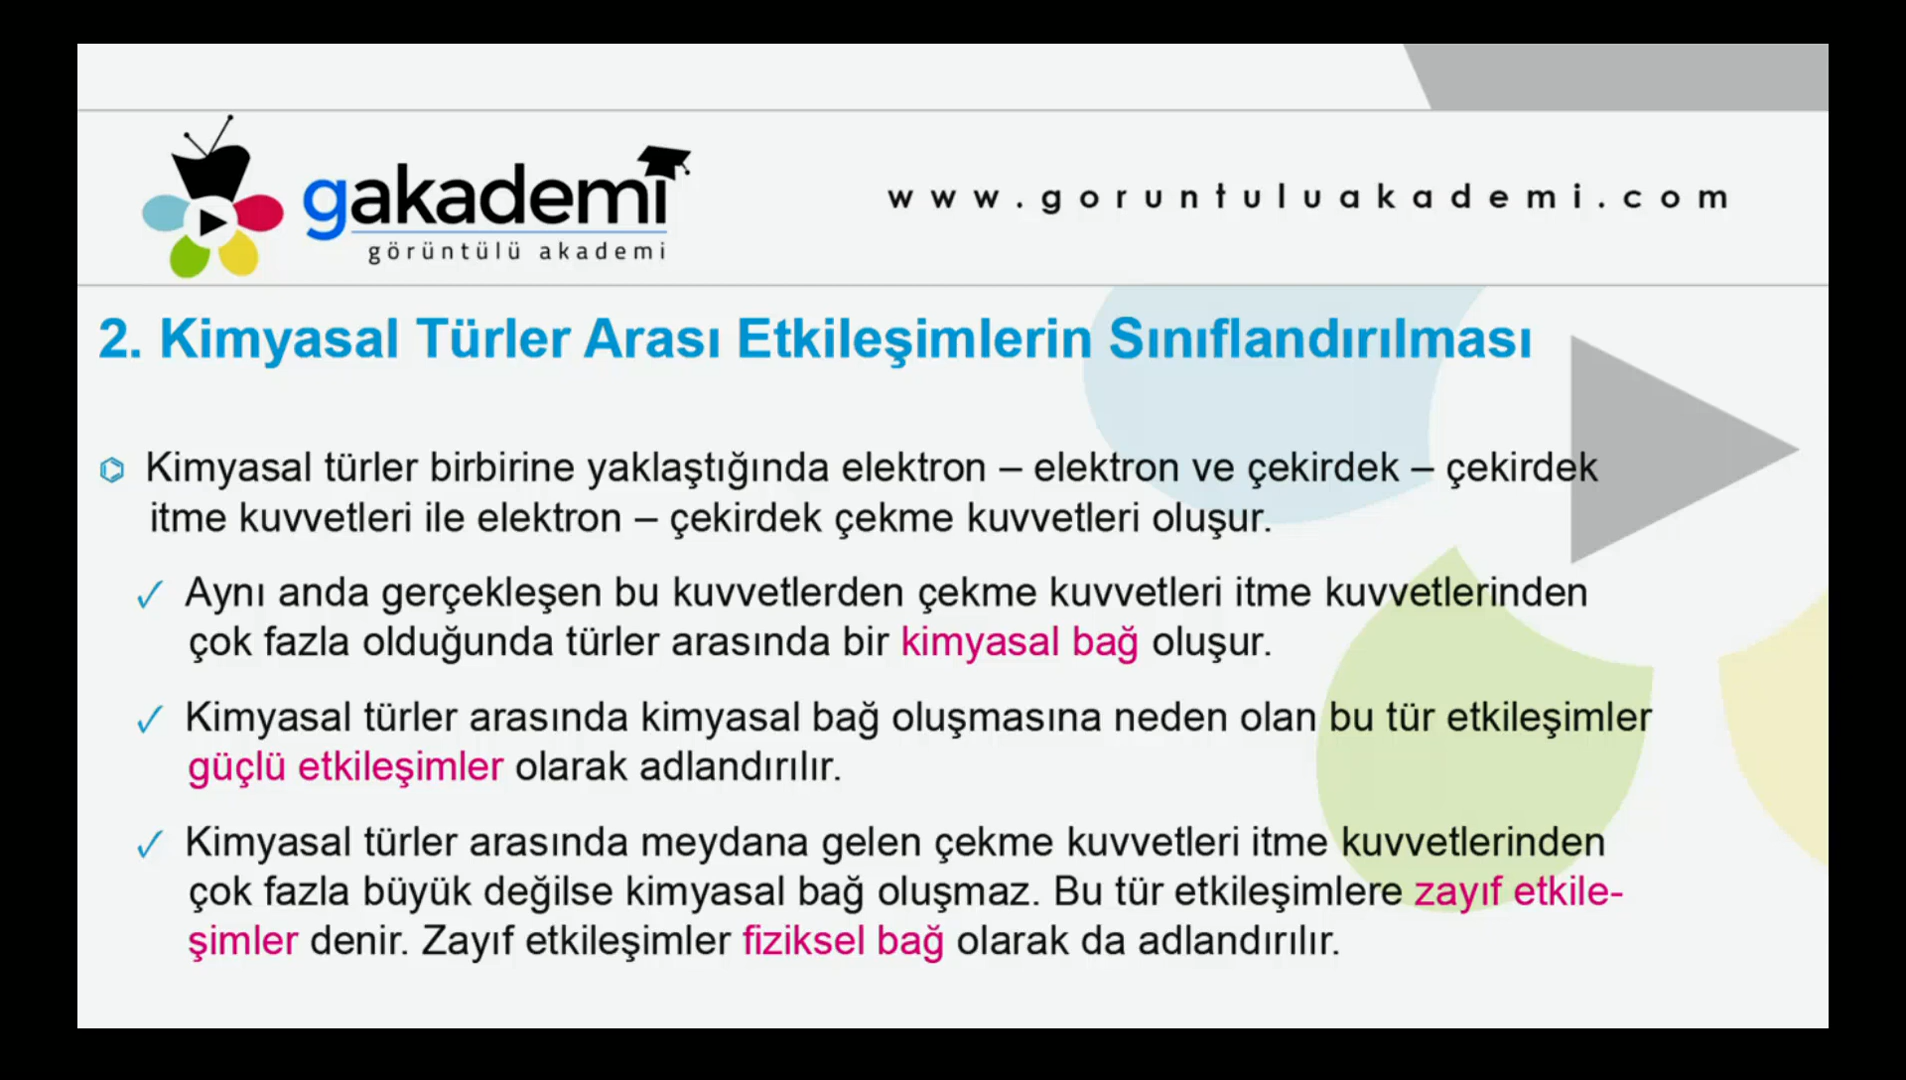 gakademi
www.goruntuluakademi.com
görüntülü akademi
2. Kimyasal Türler Arası Etkileşimlerin Sınıflandırılması
Kimyasal türler birbirine yaklaştığında elektron – elektron ve çekirdek – çekirdek
itme kuvvetleri ile elektron – çekirdek çekme kuvvetleri oluşur.
✓ Aynı anda gerçekleşen bu kuvvetlerden çekme kuvvetleri itme kuvvetlerinden
çok fazla olduğunda türler arasında bir kimyasal bağ oluşur.
✓ Kimyasal türler arasında kimyasal bağ oluşmasına neden olan bu tür etkileşimler
güçlü etkileşimler olarak adlandırılır.
✓ Kimyasal türler arasında meydana gelen çekme kuvvetleri itme kuvvetlerinden
çok fazla büyük değilse kimyasal bağ oluşmaz. Bu tür etkileşimlere zayıf etkile-
şimler denir. Zayıf etkileşimler fiziksel bağ olarak da adlandırılır.